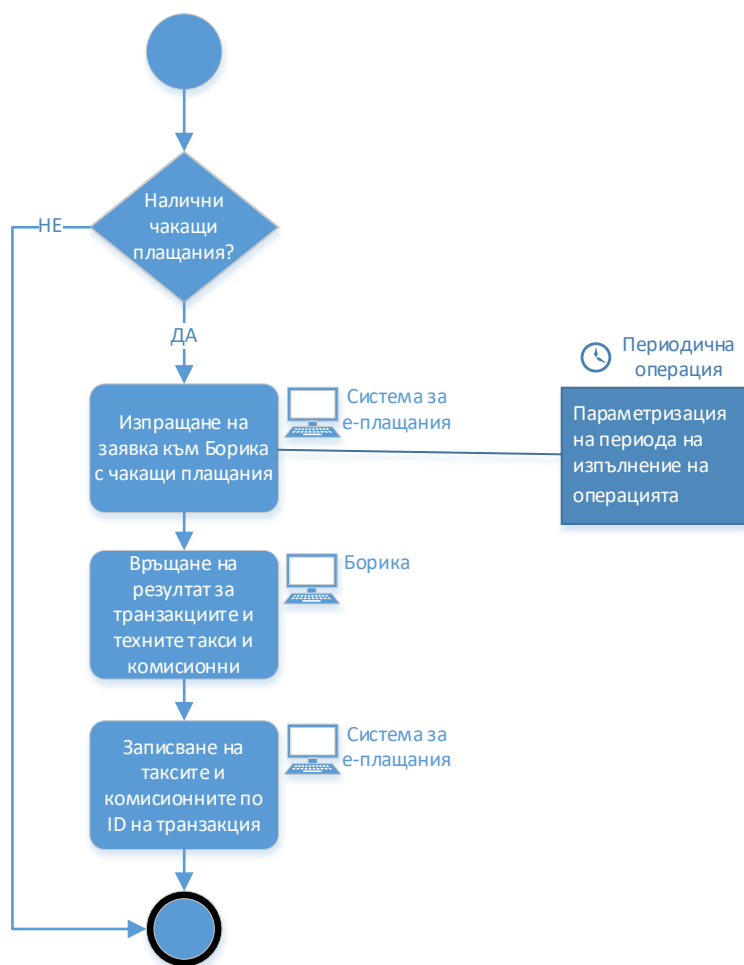 Налични
чакащи
плащания?
НЕ
ДА
Периодична
операция
Изпращане на
заявка към Борика
с чакащи плащания
Система за
е-плащания
Параметризация
на периода на
изпълнение на
операцията
Връщане на
резултат за
транзакциите и
техните такси и
комисионни
Борика
Записване на
таксите и
комисионните по
ID на транзакция
Система за
е-плащания